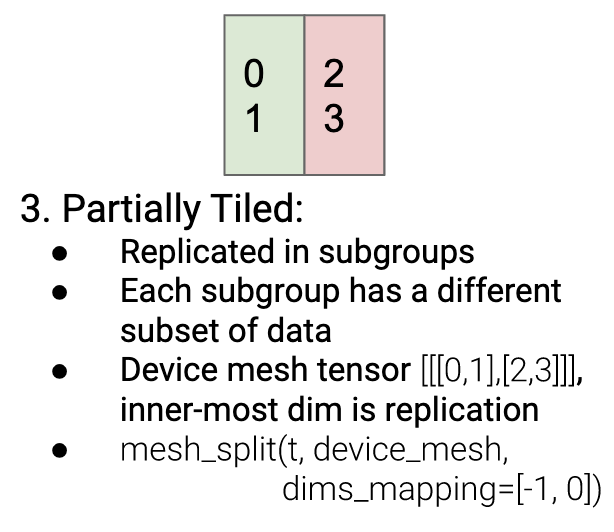 0 2
1 3
3. Partially Tiled:
● Replicated in subgroups
● Each subgroup has a different
subset of data
● Device mesh tensor [[[0,1],[2,3]]],
inner-most dim is replication
● mesh_split(t, device_mesh,
dims_mapping=[-1, 0])